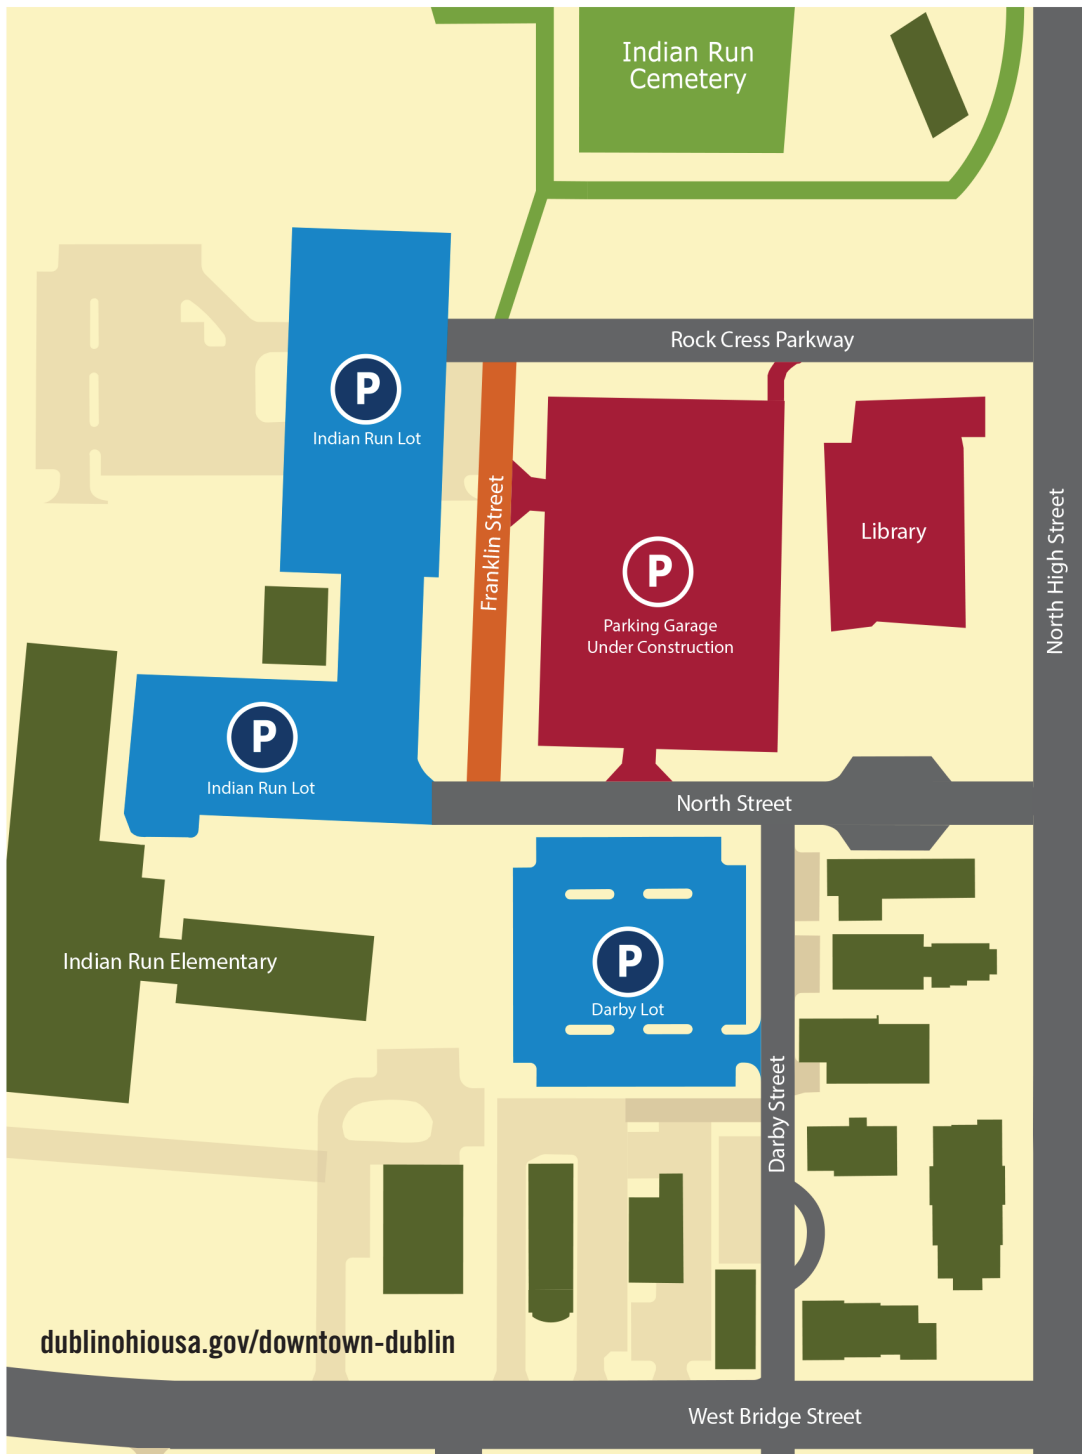 Indian Run
Cemetery
Rock Cress Parkway
P
Indian Run Lot
Franklin Street
Library
North High Street
P
Parking Garage
Under Construction
P
Indian Run Lot
North Street
Indian Run Elementary
P
Darby Lot
Darby Street
dublinohiousa.gov/downtown-dublin
West Bridge Street